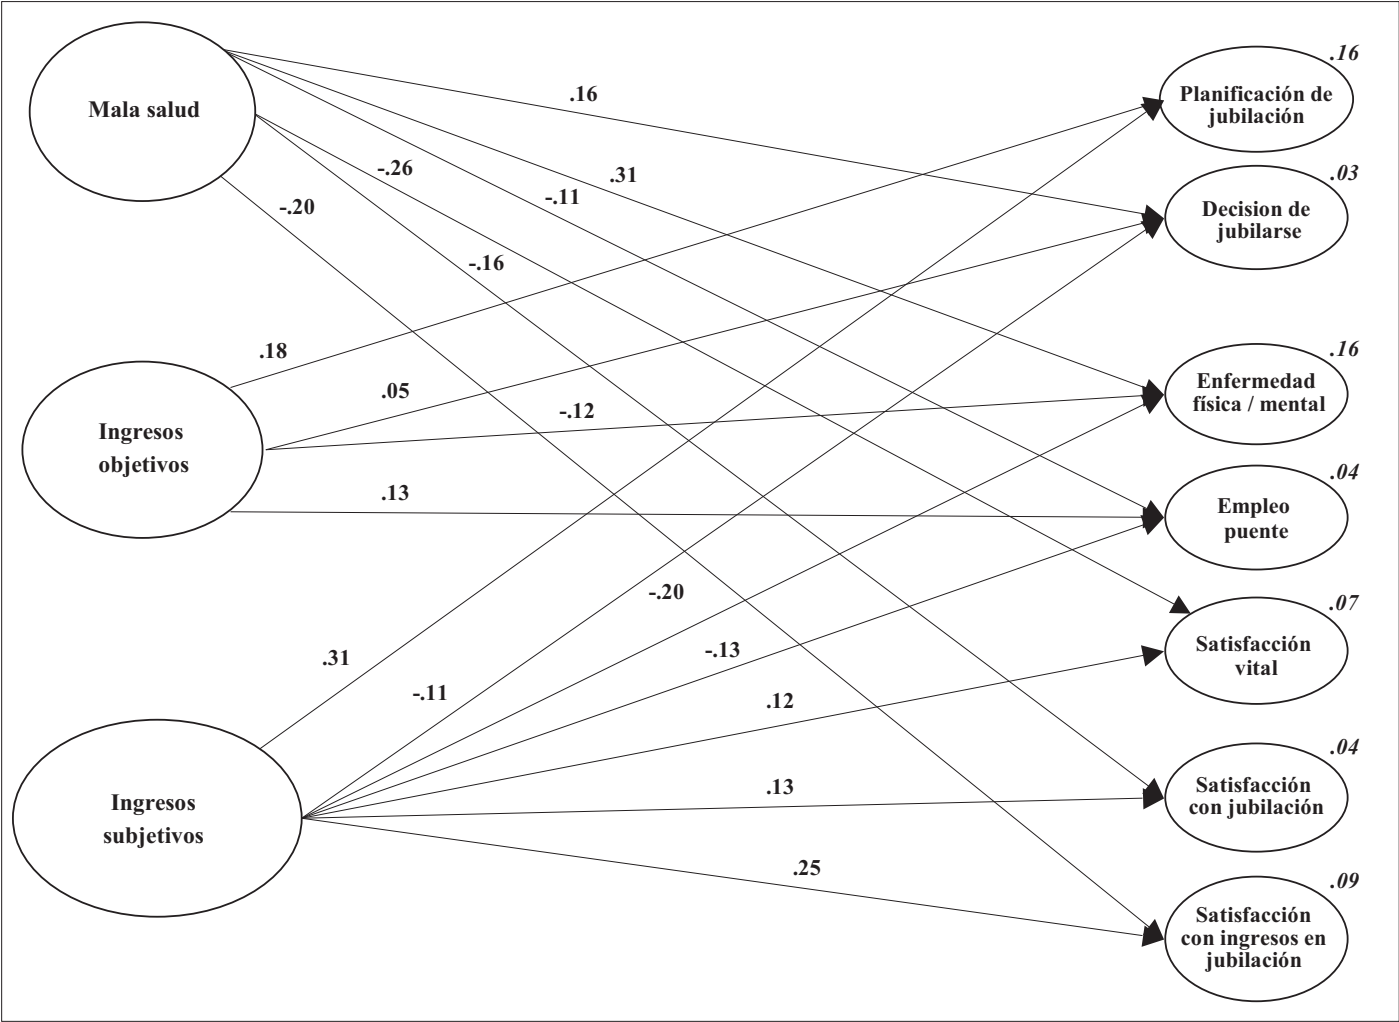 .16
Planificación de
jubilación
.16
Mala salud
-.26
.31
-.11
.03
Decision de
jubilarse
-.20
-.16
.18
.05
-.12
.16
Enfermedad
física / mental
Ingresos
objetivos
.13
.04
Empleo
puente
-.20
.07
Satisfacción
vital
.31
-.13
-.11
.12
.04
Satisfacción
con jubilación
Ingresos
subjetivos
.13
.25
.09
Satisfacción
con ingresos en
jubilación